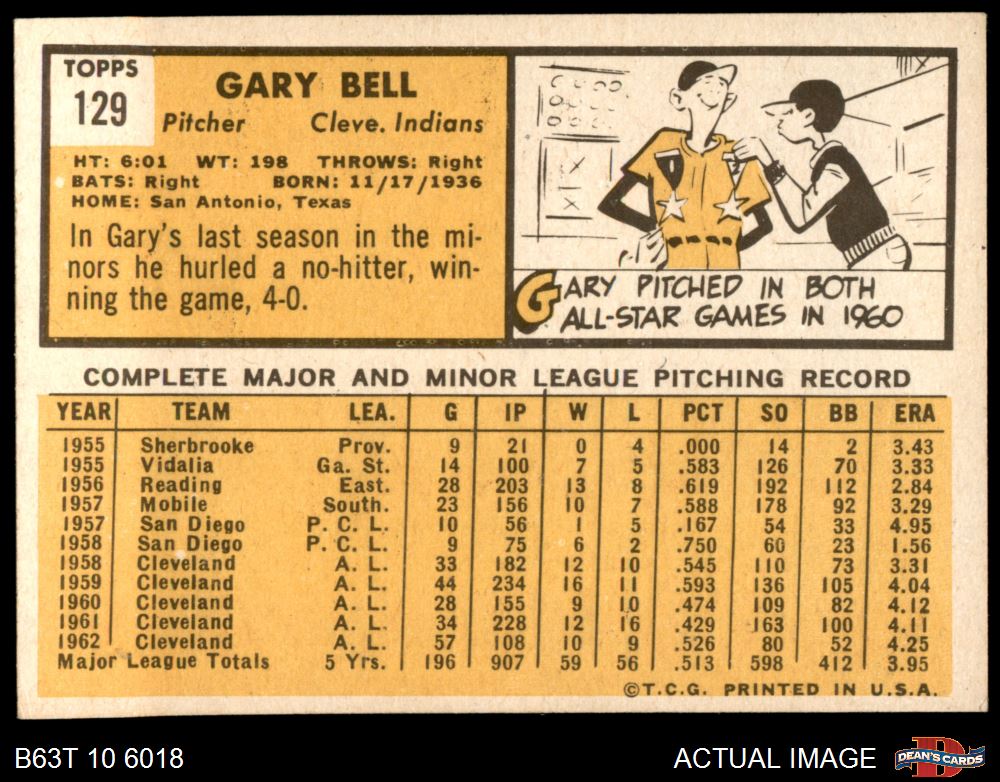 TOPPS
129
GARY BELL
Pitcher Cleve. Indians
HT: 6:01 WT: 198 THROWS: Right
BATS: Right BORN: 11/17/1936
HOME: San Antonio, Texas
In Gary's last season in the mi-
nors he hurled a no-hitter, win-
ning the game, 4-0.
GARY PITCHED IN BOTH
ALL-STAR GAMES IN 1960
COMPLETE MAJOR AND MINOR LEAGUE PITCHING RECORD
YEAR TEAM LEA. G IP W L PCT SO BB ERA
1955 Sherbrooke Prov. 9 21 0 4 .000 14 2 3.43
1955 Vidalia Ga. St. 14 100 7 5 .583 126 70 3.33
1956 Reading East. 28 203 13 8 .619 192 112 2.84
1957 Mobile South. 23 156 10 7 .588 178 92 3.29
1957 San Diego P. C. L. 10 56 1 5 .167 54 33 4.95
1958 San Diego P. C. L. 9 75 6 2 .750 60 23 1.56
1958 Cleveland A. L. 33 182 12 10 .545 110 73 3.31
1959 Cleveland A. L. 44 234 16 11 .593 136 105 4.04
1960 Cleveland A. L. 28 155 9 10 .474 109 82 4.12
1961 Cleveland A. L. 34 228 12 16 .429 163 100 4.11
1962 Cleveland A. L. 57 108 10 9 .526 80 52 4.25
Major League Totals 5 Yrs. 196 907 59 56 .513 598 412 3.95
©T.C.G. PRINTED IN U.S.A.
B63T 10 6018 ACTUAL IMAGE
D
DEAN'S CARDS